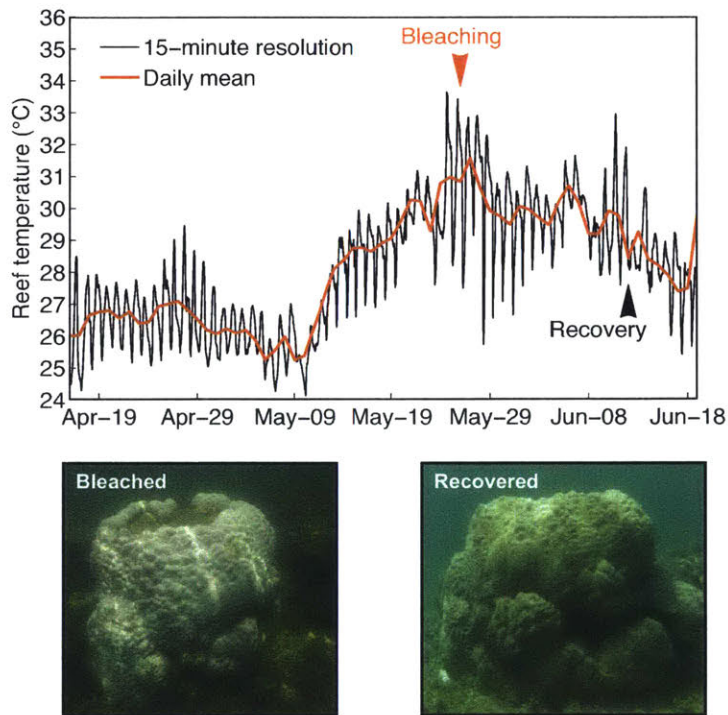 36
35
34
33
32
31
30
29
28
27
26
25
24
Reef temperature (°C)
15−minute resolution
Daily mean
Bleaching
Recovery
Apr−19
Apr−29
May−09
May−19
May−29
Jun−08
Jun−18
Bleached
Recovered